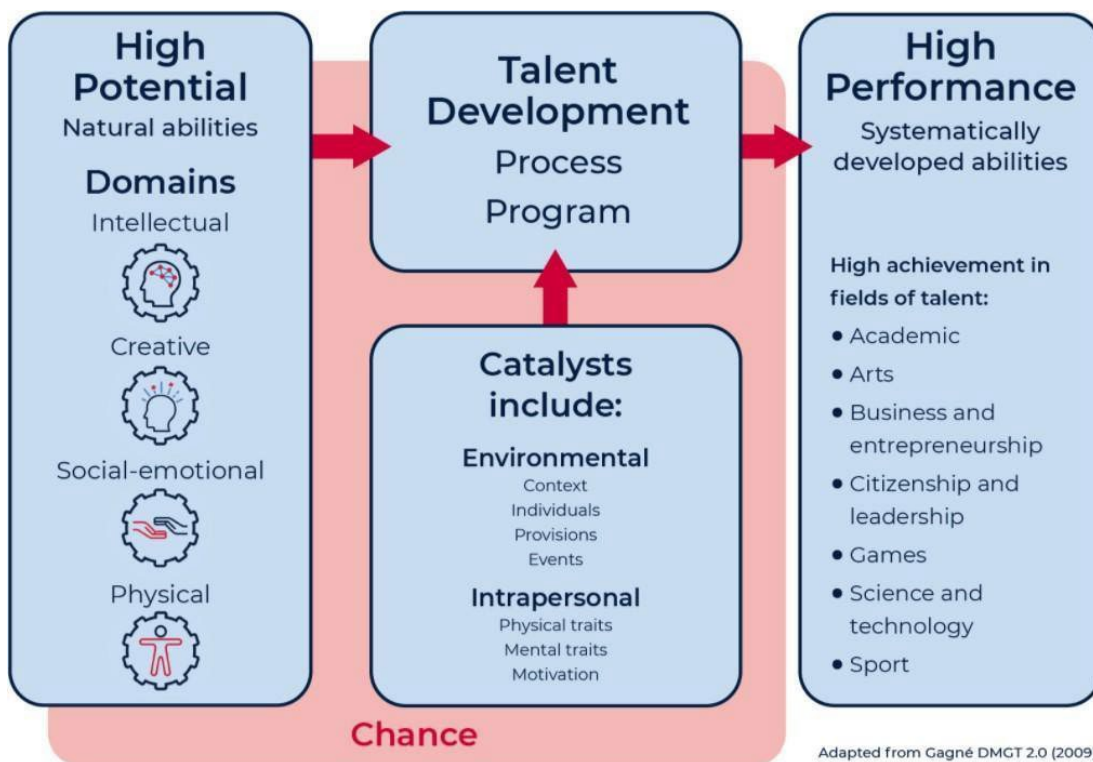 High
Potential
Natural abilities
Domains
Intellectual
Creative
Social-emotional
Physical
Talent
Development
Process
Program
Catalysts
include:
Environmental
Context
Individuals
Provisions
Events
Intrapersonal
Physical traits
Mental traits
Motivation
Chance
High
Performance
Systematically
developed abilities
High achievement in
fields of talent:
• Academic
• Arts
• Business and
entrepreneurship
• Citizenship and
leadership
• Games
• Science and
technology
• Sport
Adapted from Gagné DMGT 2.0 (2009)